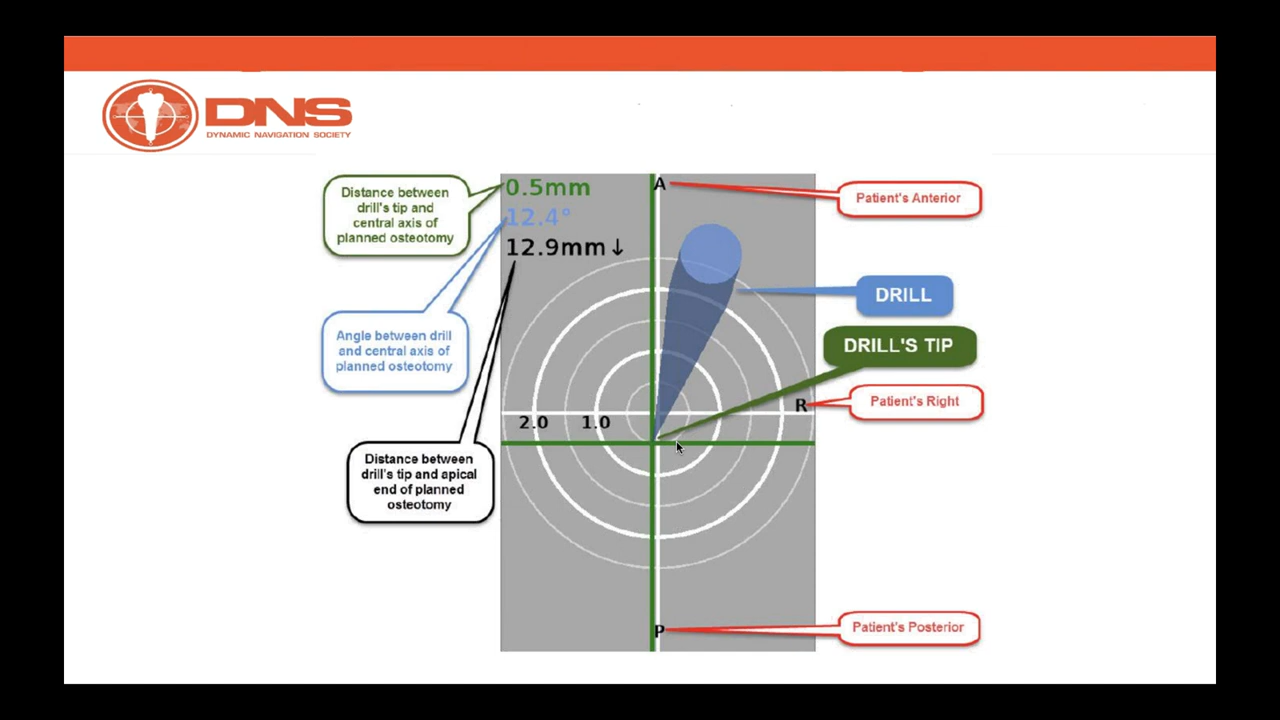 DNS
DYNAMIC NAVIGATION SOCIETY
Distance between
drill's tip and
central axis of
planned osteotomy
0.5mm
12.4°
12.9mm↓
A
Patient's Anterior
DRILL
Angle between drill
and central axis of
planned osteotomy
DRILL'S TIP
R
Patient's Right
2.0 1.0
Distance between
drill's tip and apical
end of planned
osteotomy
P
Patient's Posterior